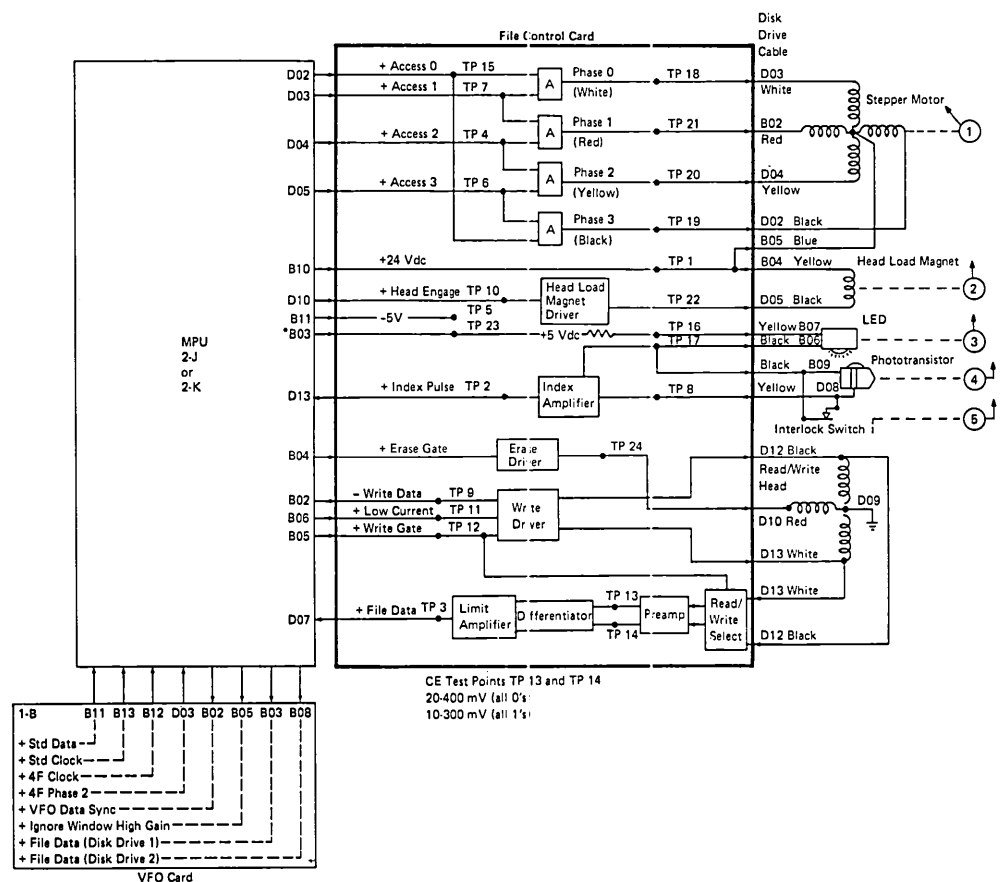 Disk
Drive
Cable
File Control Card
D02 + Access 0 TP 15 A Phase 0 (White) TP 18 D03 White
D03 + Access 1 TP 7
Stepper Motor
1
A Phase 1 (Red) TP 21 B02 Red
D04 + Access 2 TP 4
A Phase 2 (Yellow) TP 20 D04 Yellow
D05 + Access 3 TP 6
A Phase 3 (Black) TP 19 D02 Black
B05 Blue
B10 +24 Vdc TP 1 B04 Yellow Head Load Magnet
2
D10 + Head Engage TP 10 Head Load Magnet Driver TP 22 D05 Black
B11 -5V TP 5
*B03 TP 23 +5 Vdc TP 16 Yellow B07 LED
TP 17 Black B06
3
MPU
2-J
or
2-K
Black B09 Phototransistor
4
D13 + Index Pulse TP 2 Index Amplifier TP 8 Yellow D08
Interlock Switch
5
B04 + Erase Gate Erase Driver TP 24
D12 Black
Read/Write
Head
D09
B02 - Write Data TP 9
B06 + Low Current TP 11
B05 + Write Gate TP 12
Write Driver
D10 Red
D13 White
D13 White
D07 + File Data TP 3 Limit Amplifier Differentiator TP 13 TP 14 Preamp Read/ Write Select
D12 Black
CE Test Points TP 13 and TP 14
20-400 mV (all 0's)
10-300 mV (all 1's)
1-B B11 B13 B12 D03 B02 B05 B03 B08
+ Std Data
+ Std Clock
+ 4F Clock
+ 4F Phase 2
+ VFO Data Sync
+ Ignore Window High Gain
+ File Data (Disk Drive 1)
+ File Data (Disk Drive 2)
VFO Card